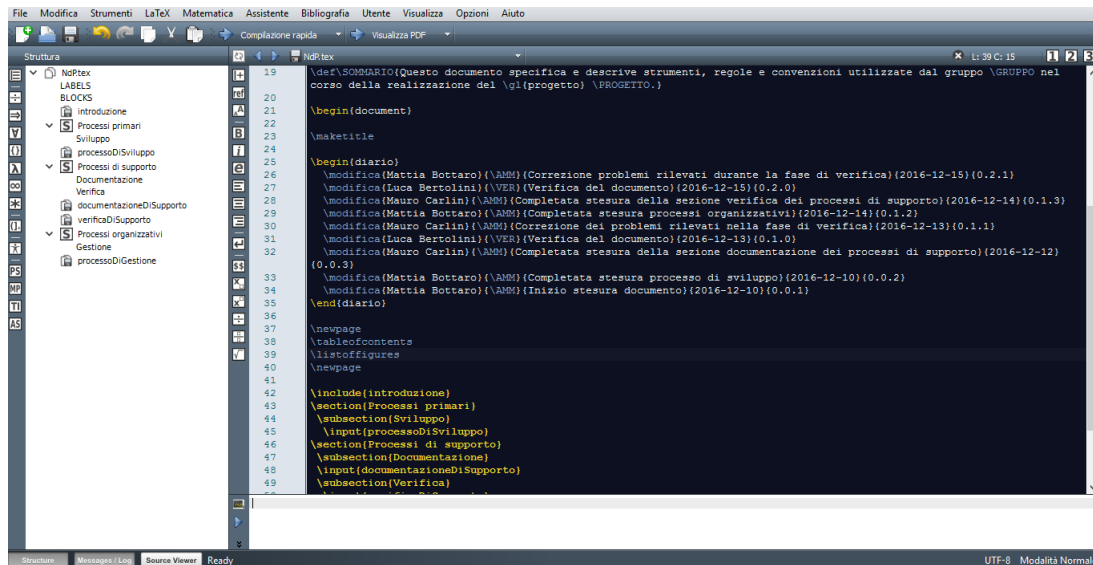 File Modifica Strumenti LaTeX Matematica Assistente Bibliografia Utente Visualizza Opzioni Aiuto
Compilazione rapida Visualizza PDF
Struttura NdP.tex L: 39 C: 15 1 2 3
NdP.tex
LABELS
BLOCKS
introduzione
S Processi primari
Sviluppo
processoDiSviluppo
S Processi di supporto
Documentazione
Verifica
documentazioneDiSupporto
verificaDiSupporto
S Processi organizzativi
Gestione
processoDiGestione
PS
MP
TI
AS
ref
B
i
e
$$
19 \def\SOMMARIO{Questo documento specifica e descrive strumenti, regole e convenzioni utilizzate dal gruppo \GRUPPO nel
corso della realizzazione del \gl{progetto} \PROGETTO.}
20
21 \begin{document}
22
23 \maketitle
24
25 \begin{diario}
26 \modifica{Mattia Bottaro}{\AMM}{Correzione problemi rilevati durante la fase di verifica}{2016-12-15}{0.2.1}
27 \modifica{Luca Bertolini}{\VER}{Verifica del documento}{2016-12-15}{0.2.0}
28 \modifica{Mauro Carlin}{\AMM}{Completata stesura della sezione verifica dei processi di supporto}{2016-12-14}{0.1.3}
29 \modifica{Mattia Bottaro}{\AMM}{Completata stesura processi organizzativi}{2016-12-14}{0.1.2}
30 \modifica{Mauro Carlin}{\AMM}{Correzione dei problemi rilevati nella fase di verifica}{2016-12-13}{0.1.1}
31 \modifica{Luca Bertolini}{\VER}{Verifica del documento}{2016-12-13}{0.1.0}
32 \modifica{Mauro Carlin}{\AMM}{Completata stesura della sezione documentazione dei processi di supporto}{2016-12-12}
{0.0.3}
33 \modifica{Mattia Bottaro}{\AMM}{Completata stesura processo di sviluppo}{2016-12-10}{0.0.2}
34 \modifica{Mattia Bottaro}{\AMM}{Inizio stesura documento}{2016-12-10}{0.0.1}
35 \end{diario}
36
37 \newpage
38 \tableofcontents
39 \listoffigures
40 \newpage
41
42 \include{introduzione}
43 \section{Processi primari}
44 \subsection{Sviluppo}
45 \input{processoDiSviluppo}
46 \section{Processi di supporto}
47 \subsection{Documentazione}
48 \input{documentazioneDiSupporto}
49 \subsection{Verifica}
Structure Messages / Log Source Viewer Ready UTF-8 Modalità Normal